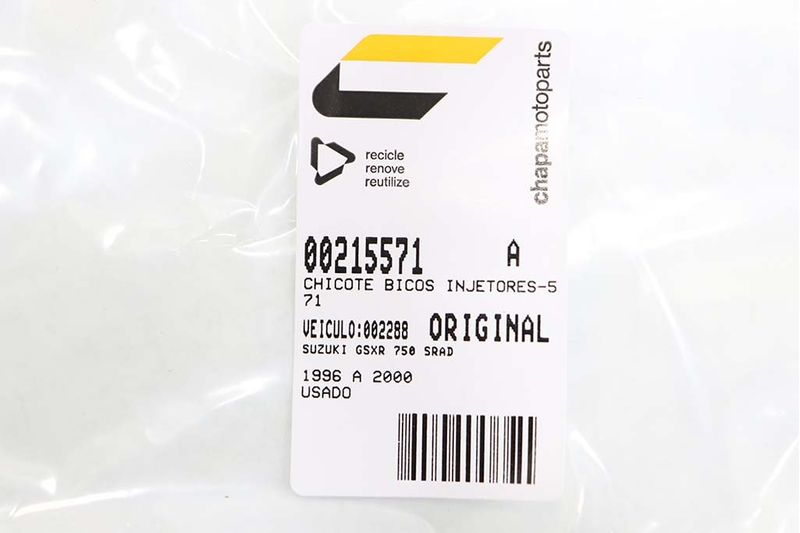 chapamotoparts
recicle
renove
reutilize
00215571 A
CHICOTE BICOS INJETORES-5
71
VEICULO:002288 ORIGINAL
SUZUKI GSXR 750 SRAD
1996 A 2000
USADO